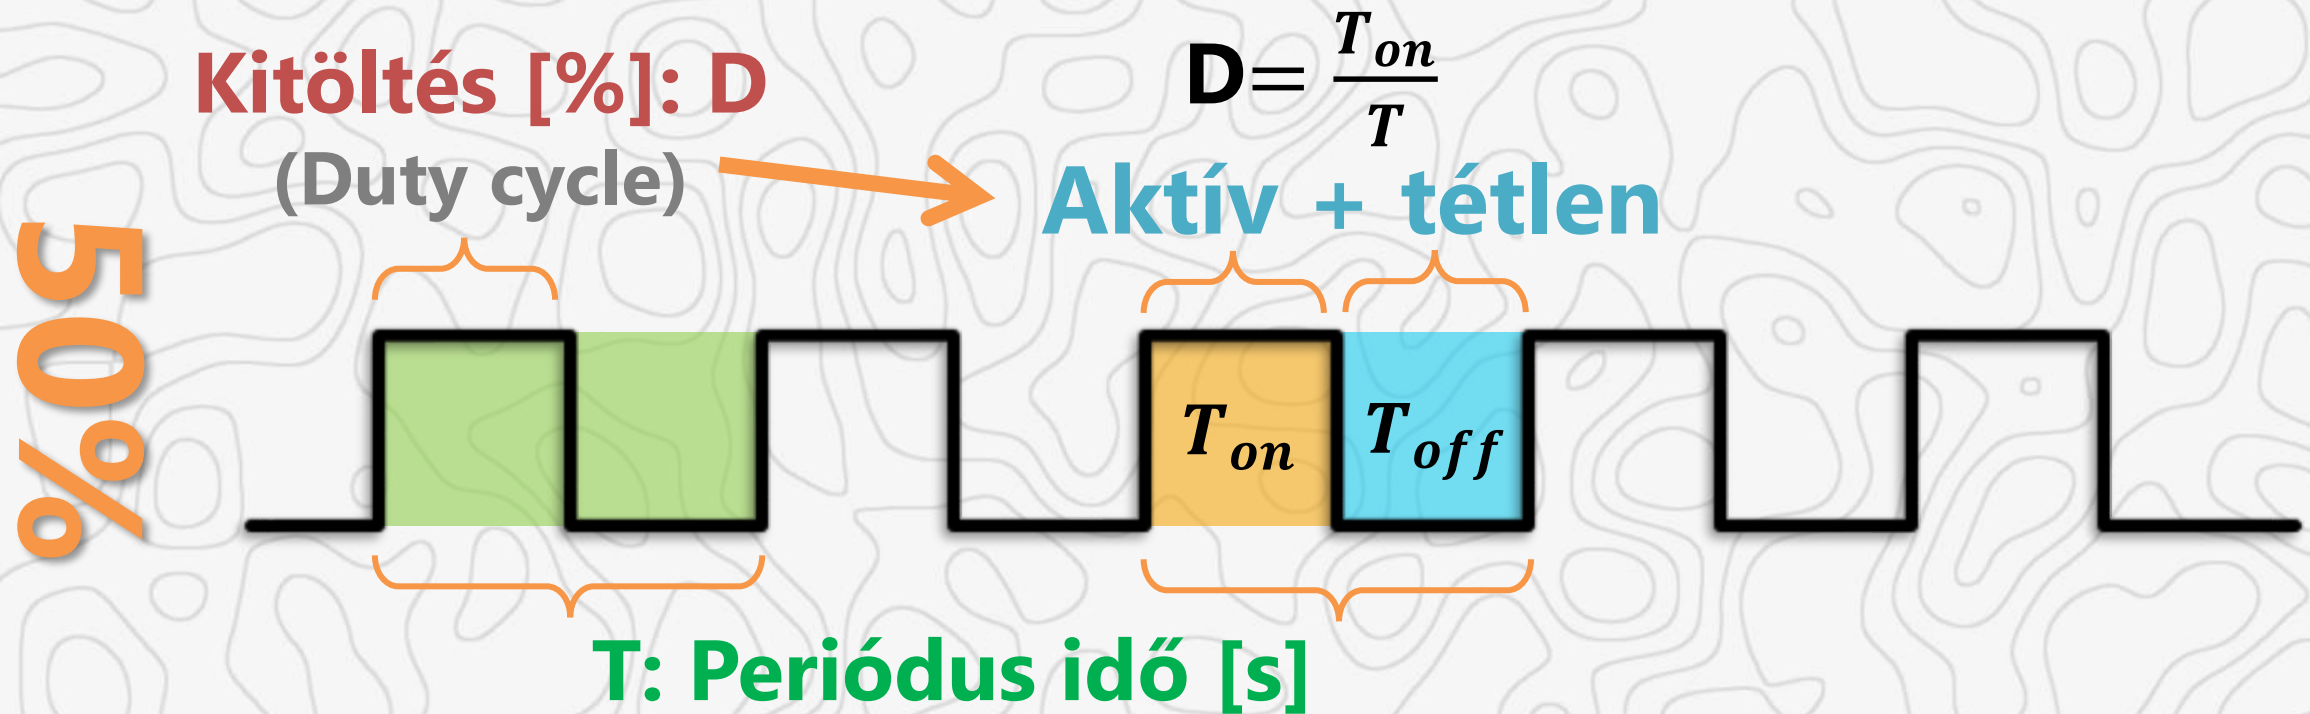 Kitöltés [%]: D
(Duty cycle)
D= T_on / T
Aktív + tétlen
50%
T_on
T_off
T: Periódus idő [s]